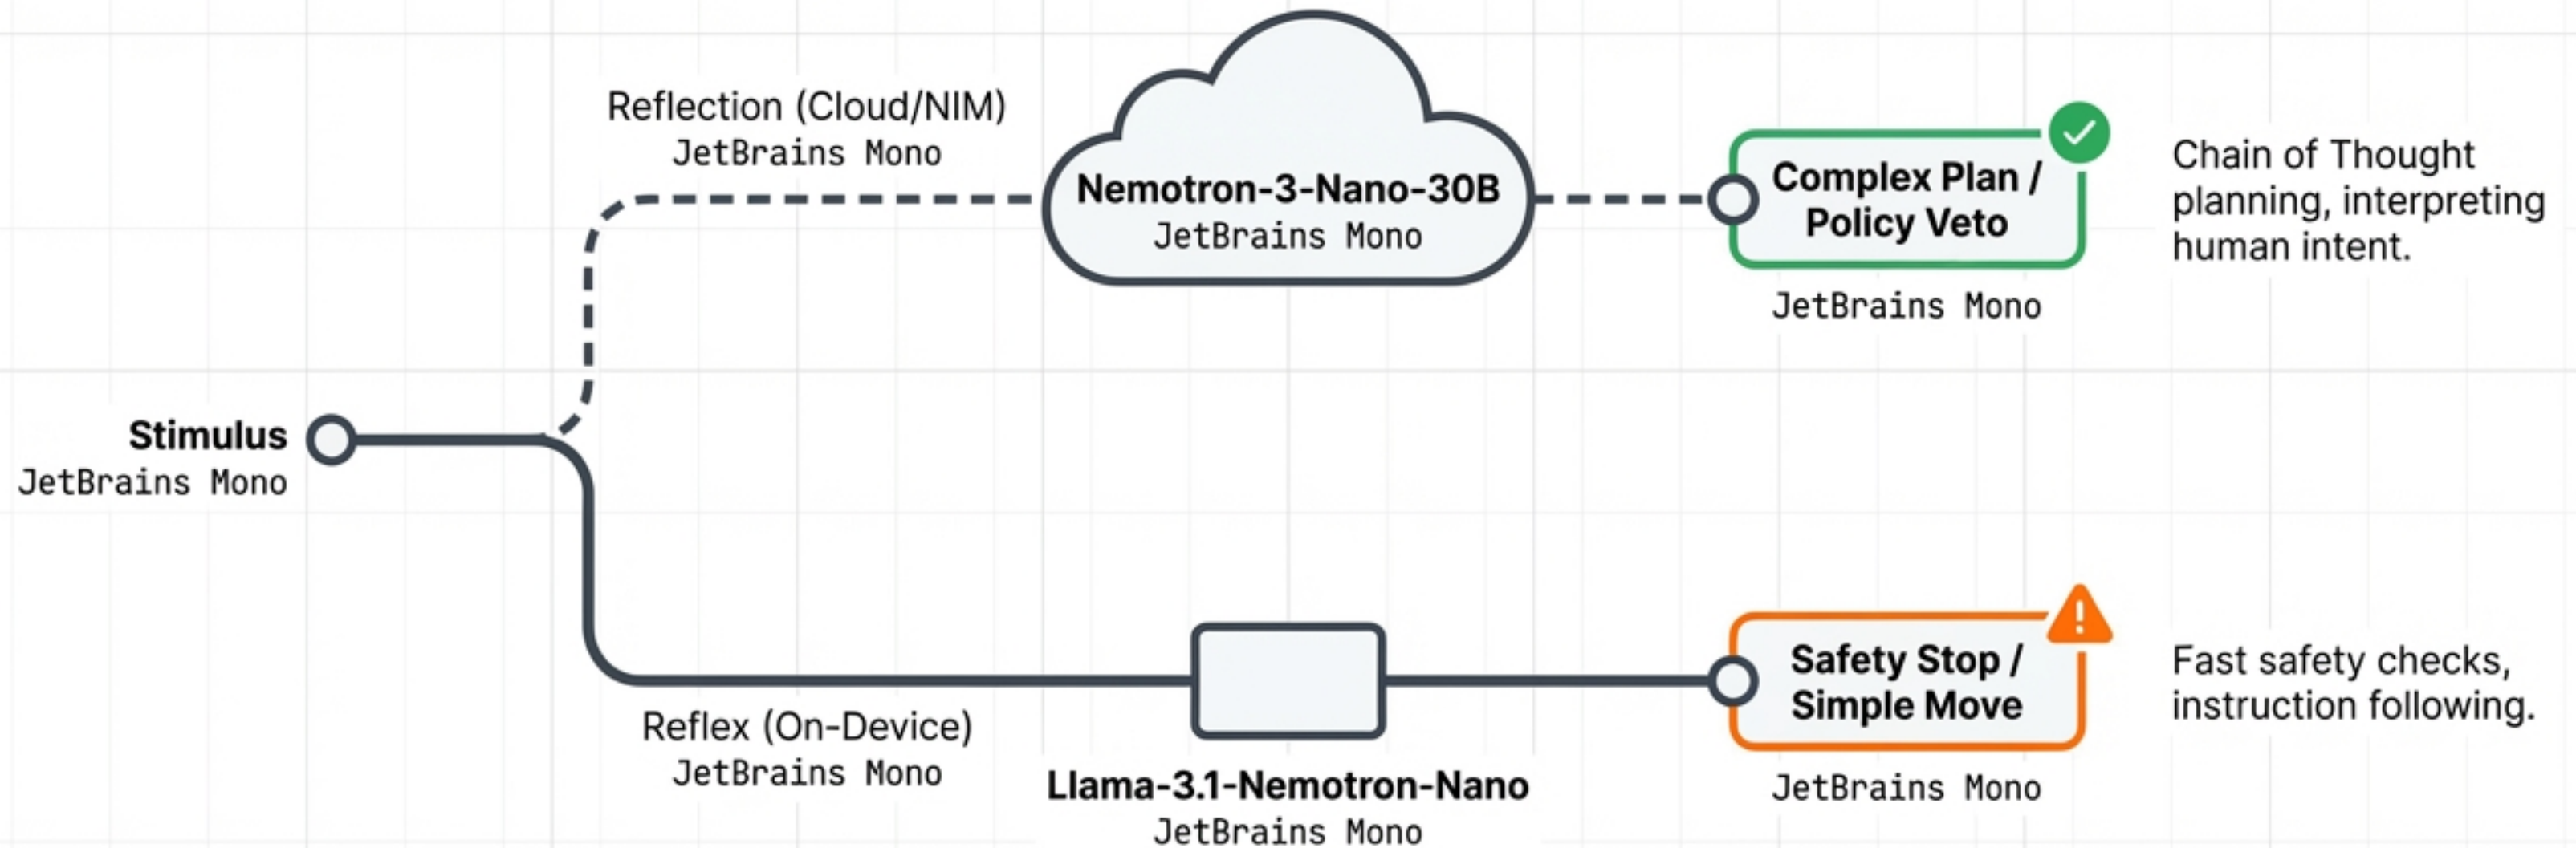 Reflection (Cloud/NIM)
JetBrains Mono
Nemotron-3-Nano-30B
JetBrains Mono
Complex Plan /
Policy Veto
JetBrains Mono
Chain of Thought
planning, interpreting
human intent.
Stimulus
JetBrains Mono
Reflex (On-Device)
JetBrains Mono
Llama-3.1-Nemotron-Nano
JetBrains Mono
Safety Stop /
Simple Move
JetBrains Mono
Fast safety checks,
instruction following.